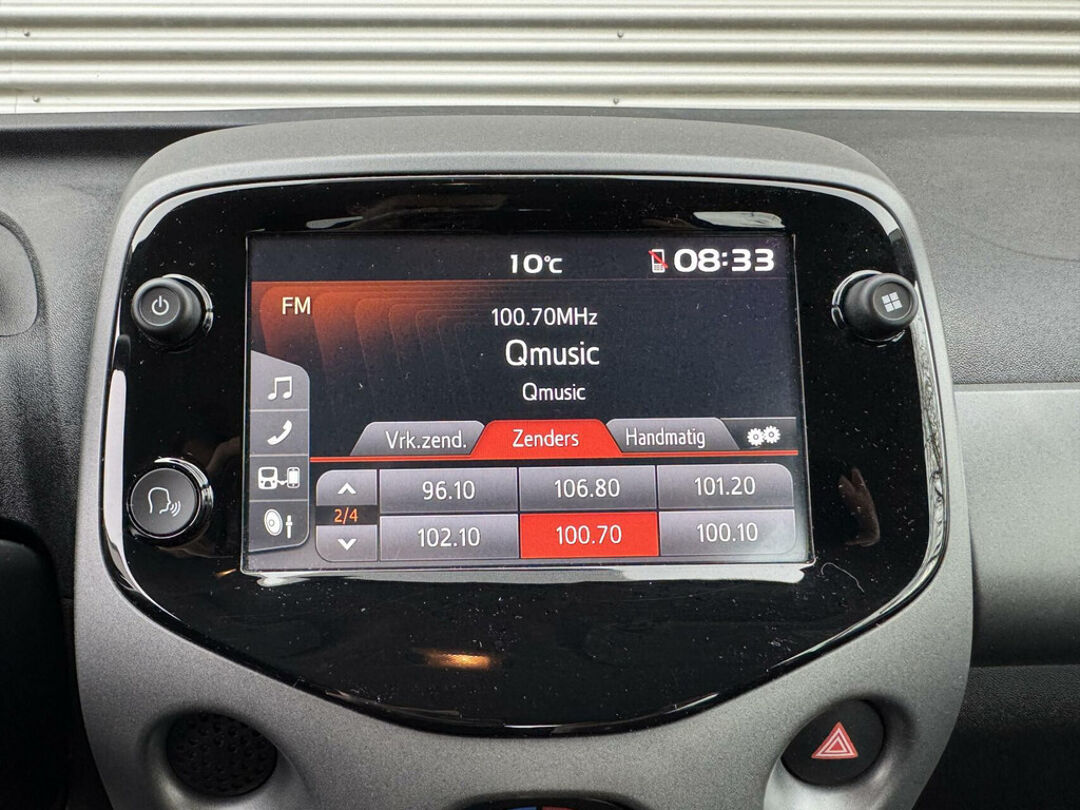 10°C 08:33
FM
100.70MHz
Qmusic
Qmusic
Vrk.zend. Zenders Handmatig
96.10 106.80 101.20
2/4
102.10 100.70 100.10